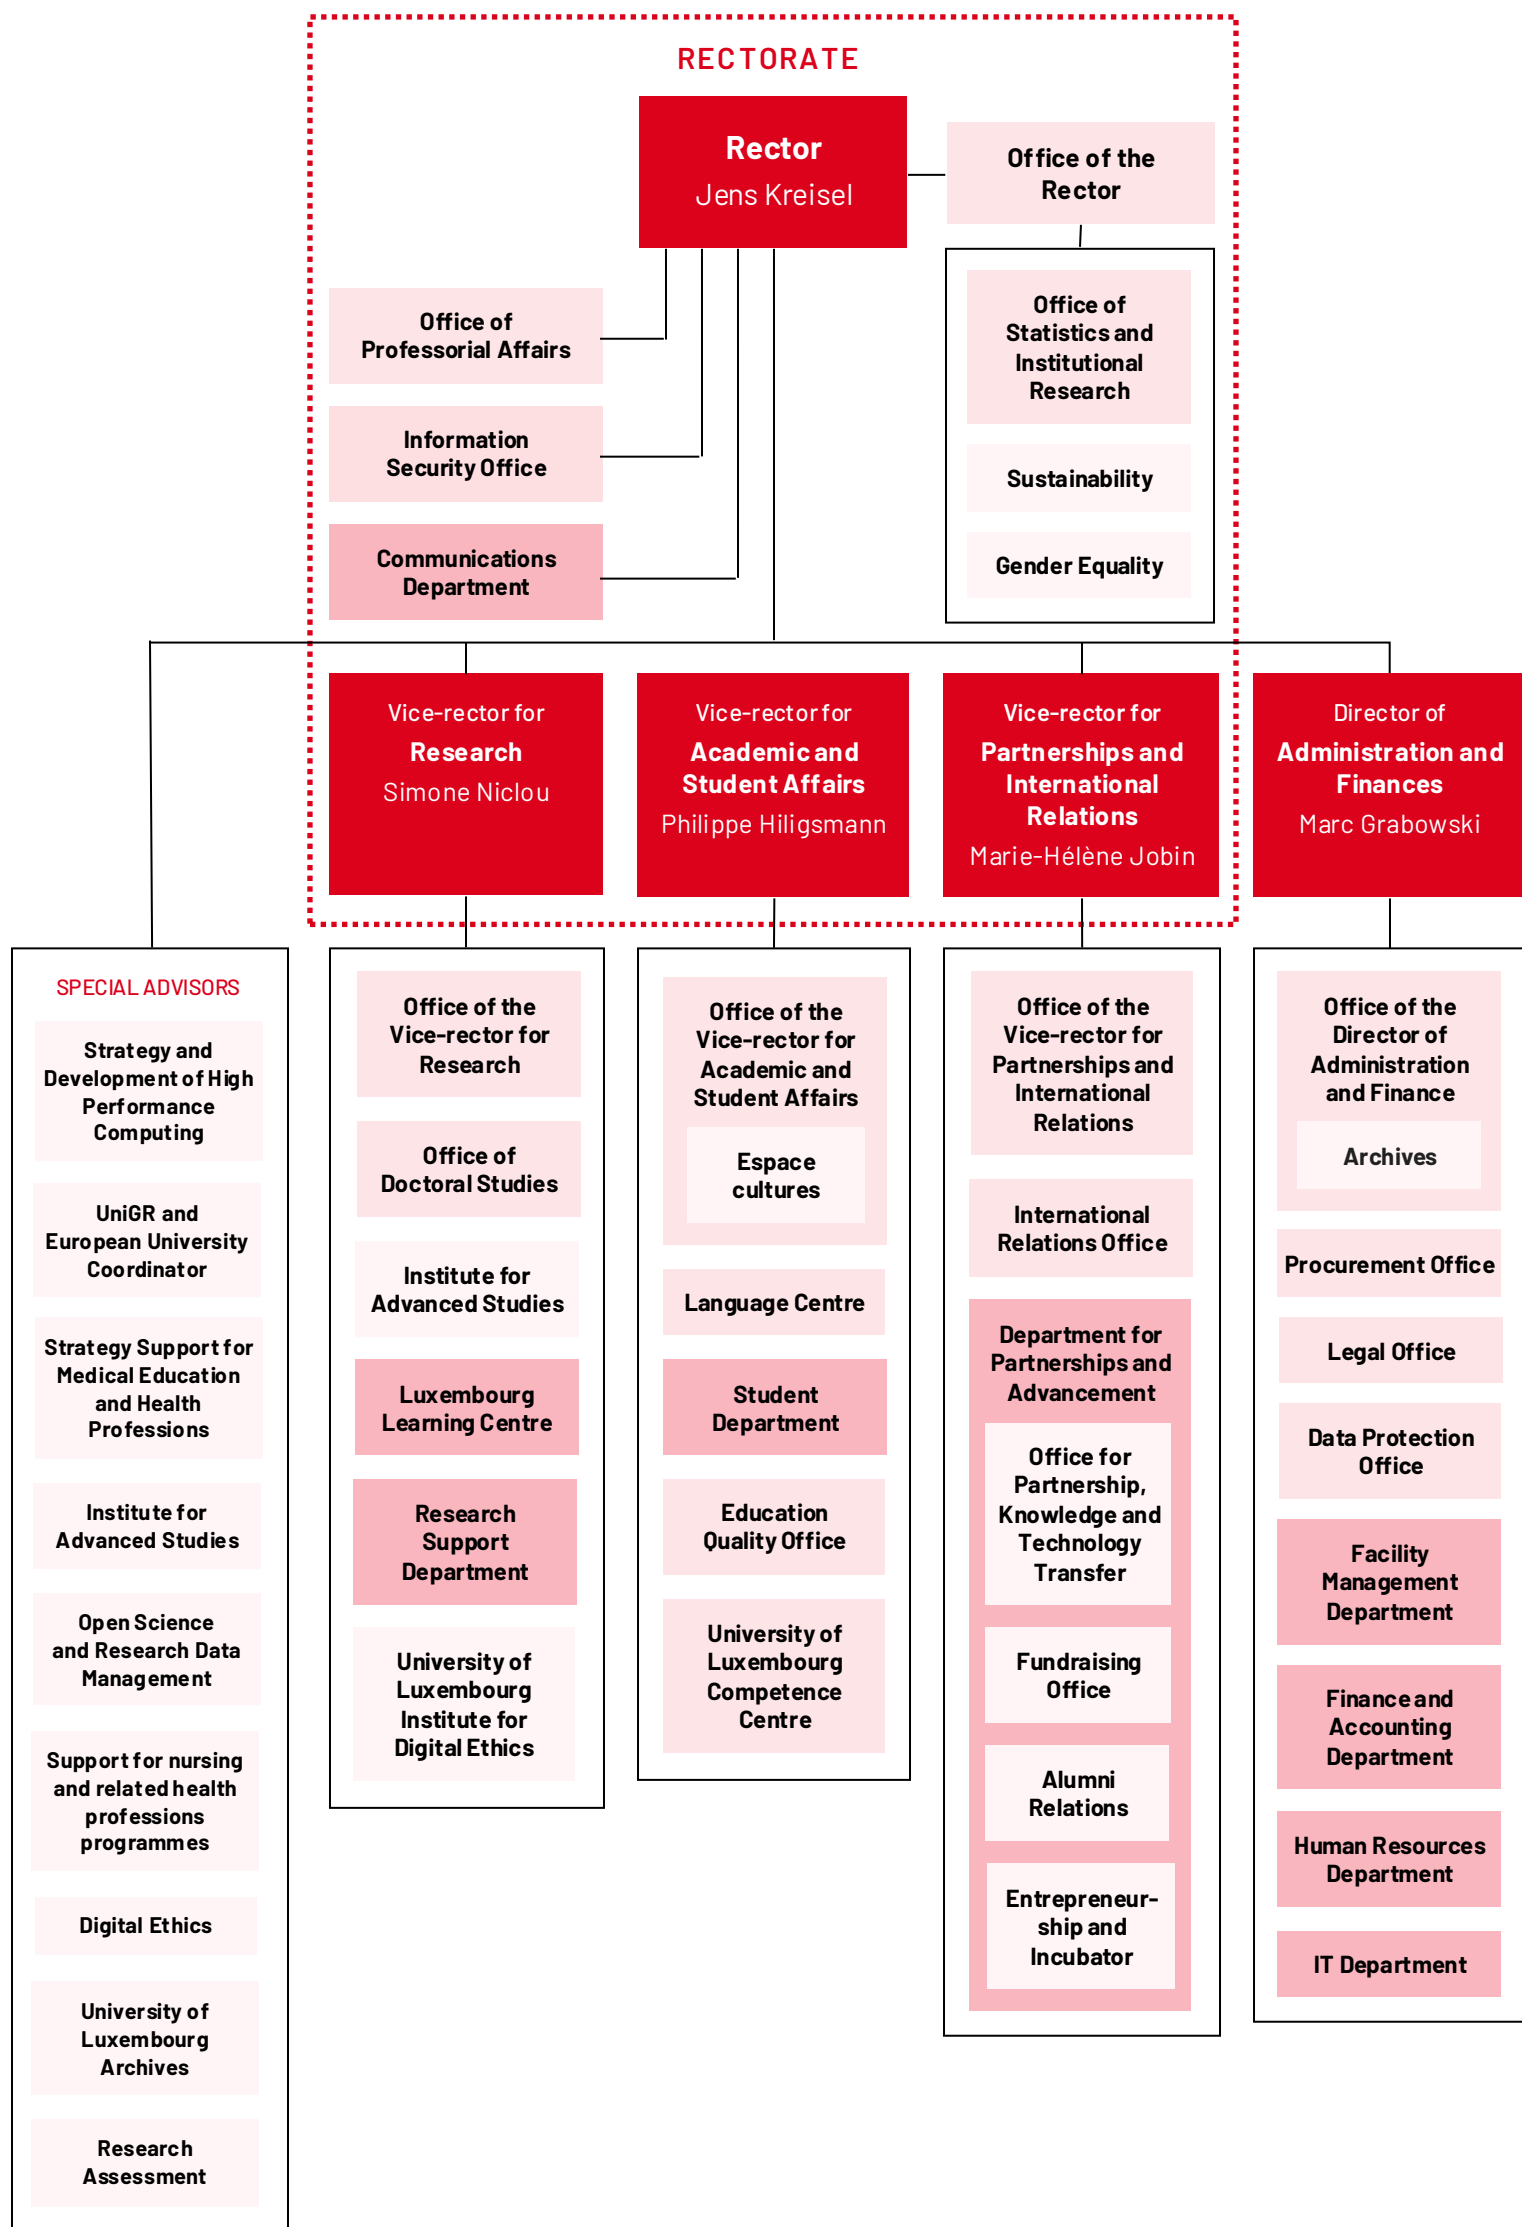 RECTORATE
Rector
Jens Kreisel
Office of the
Rector
Office of
Professorial Affairs
Information
Security Office
Communications
Department
Office of
Statistics and
Institutional
Research
Sustainability
Gender Equality
Vice-rector for
Research
Simone Niclou
Vice-rector for
Academic and
Student Affairs
Philippe Hiligsmann
Vice-rector for
Partnerships and
International
Relations
Marie-Hélène Jobin
Director of
Administration and
Finances
Marc Grabowski
SPECIAL ADVISORS
Strategy and
Development of High
Performance
Computing
UniGR and
European University
Coordinator
Strategy Support for
Medical Education
and Health
Professions
Institute for
Advanced Studies
Open Science
and Research Data
Management
Support for nursing
and related health
professions
programmes
Digital Ethics
University of
Luxembourg
Archives
Research
Assessment
Office of the
Vice-rector for
Research
Office of
Doctoral Studies
Institute for
Advanced Studies
Luxembourg
Learning Centre
Research
Support
Department
University of
Luxembourg
Institute for
Digital Ethics
Office of the
Vice-rector for
Academic and
Student Affairs
Espace
cultures
Language Centre
Student
Department
Education
Quality Office
University of
Luxembourg
Competence
Centre
Office of the
Vice-rector for
Partnerships and
International
Relations
International
Relations Office
Department for
Partnerships and
Advancement
Office for
Partnership,
Knowledge and
Technology
Transfer
Fundraising
Office
Alumni
Relations
Entrepreneur-
ship and
Incubator
Office of the
Director of
Administration
and Finance
Archives
Procurement Office
Legal Office
Data Protection
Office
Facility
Management
Department
Finance and
Accounting
Department
Human Resources
Department
IT Department